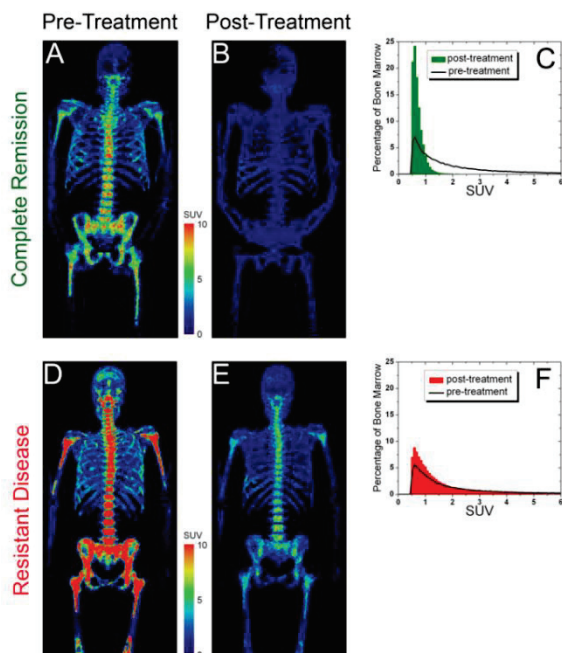 Pre-Treatment Post-Treatment
Complete Remission
A
B
SUV
10
5
0
C
25
20
15
10
5
0
Percentage of Bone Marrow
post-treatment
pre-treatment
0 1 2 3 4 5 6
SUV
Resistant Disease
D
E
SUV
10
5
0
F
25
20
15
10
5
0
Percentage of Bone Marrow
post-treatment
pre-treatment
0 1 2 3 4 5 6
SUV